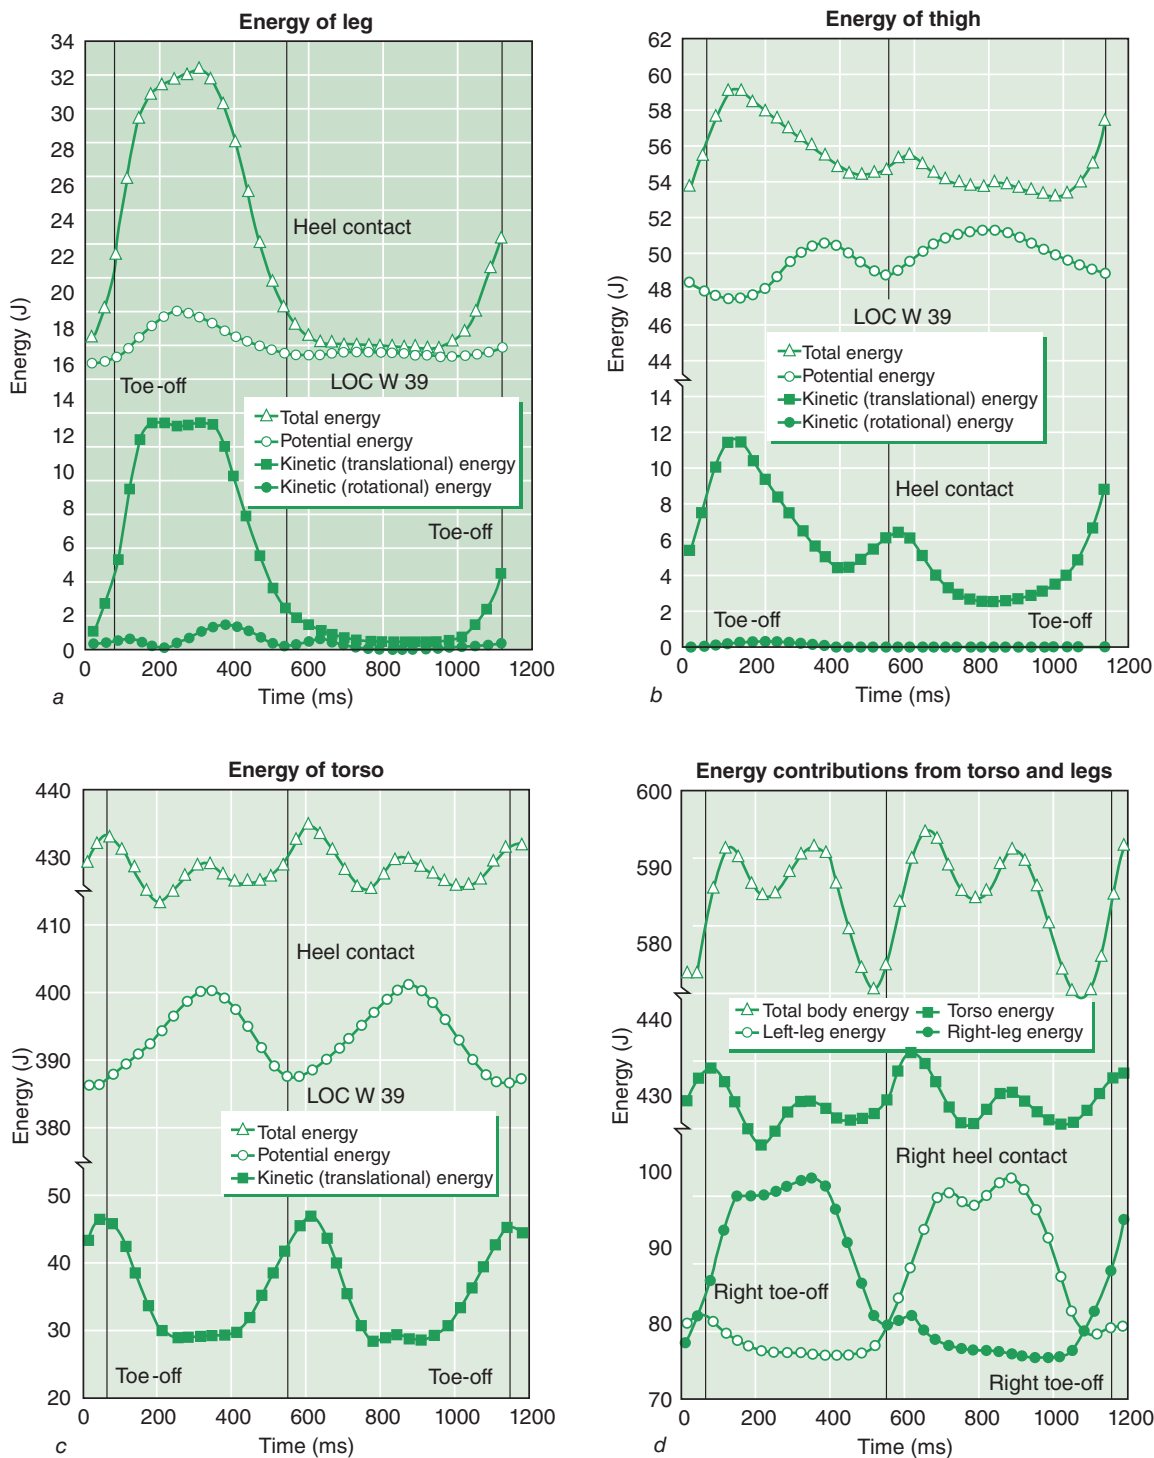 Energy of leg
34
32
30
28
26
24
22
20
18
16
14
12
10
8
6
4
2
0
Energy (J)
Heel contact
Toe-off
LOC W 39
Total energy
Potential energy
Kinetic (translational) energy
Kinetic (rotational) energy
Toe-off
0 200 400 600 800 1000 1200
Time (ms)
a
Energy of thigh
62
60
58
56
54
52
50
48
46
44
14
12
10
8
6
4
2
0
Energy (J)
LOC W 39
Total energy
Potential energy
Kinetic (translational) energy
Kinetic (rotational) energy
Heel contact
Toe-off
Toe-off
0 200 400 600 800 1000 1200
Time (ms)
b
Energy of torso
440
430
410
400
390
380
50
40
30
20
Energy (J)
Heel contact
LOC W 39
Total energy
Potential energy
Kinetic (translational) energy
Toe-off
Toe-off
0 200 400 600 800 1000 1200
Time (ms)
c
Energy contributions from torso and legs
600
590
580
440
430
100
90
80
70
Energy (J)
Total body energy
Torso energy
Left-leg energy
Right-leg energy
Right heel contact
Right toe-off
Right toe-off
0 200 400 600 800 1000 1200
Time (ms)
d